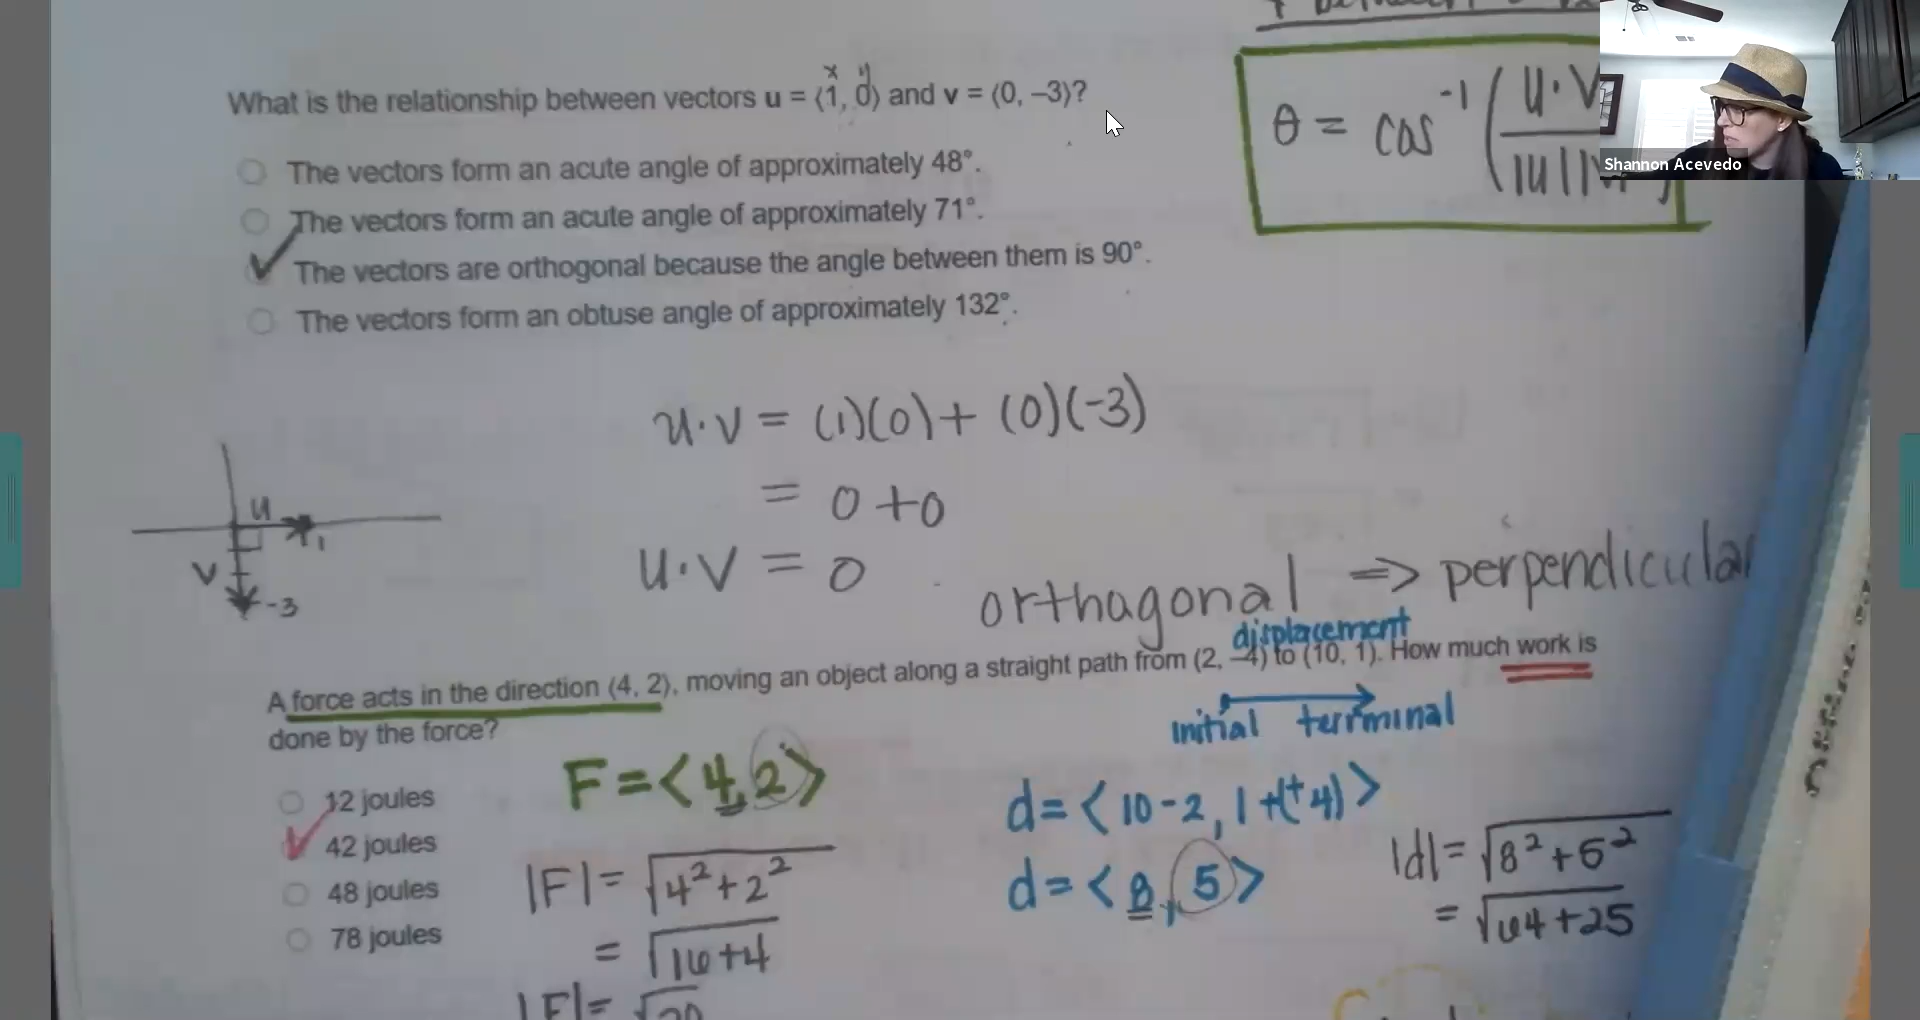 What is the relationship between vectors u = ⟨1, 0⟩ and v = ⟨0, –3⟩?
x y
The vectors form an acute angle of approximately 48°.
The vectors form an acute angle of approximately 71°.
The vectors are orthogonal because the angle between them is 90°.
The vectors form an obtuse angle of approximately 132°.
θ = cos⁻¹ (u·v
|u||v
Shannon Acevedo
u·v = (1)(0) + (0)(-3)
= 0 + 0
u·v = 0
orthagonal ⇒ perpendicular
u
1
v
-3
displacement
A force acts in the direction ⟨4, 2⟩, moving an object along a straight path from (2, –4) to (10, 1). How much work is
done by the force?
initial terminal
12 joules
42 joules
48 joules
78 joules
F = <4, 2>
|F| = √4² + 2²
= √16 + 4
|F| = √20
d = <10 - 2, 1 + (+4)>
d = <8, 5>
|d| = √8² + 5²
= √64 + 25